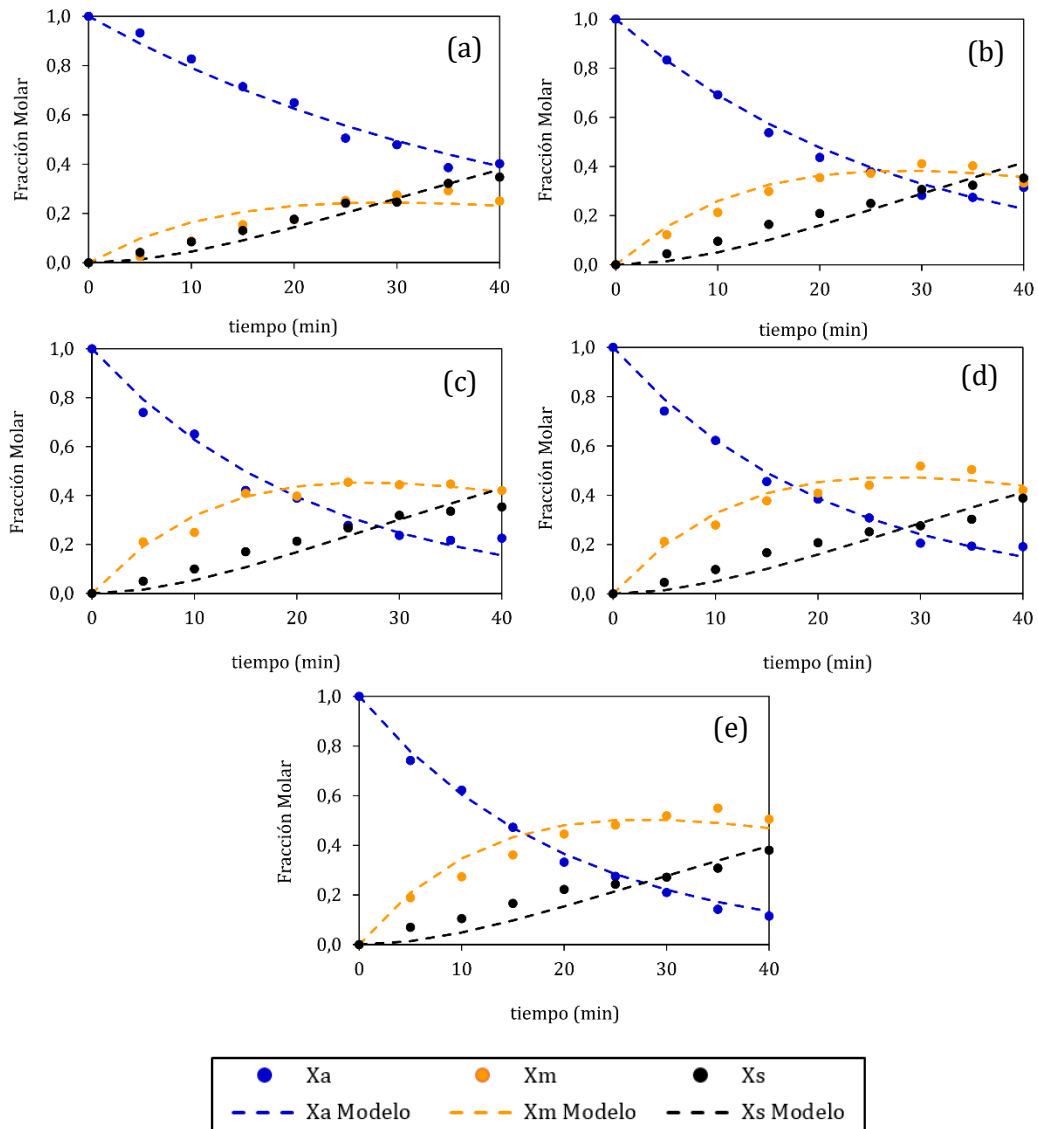 (a)
Fracción Molar
1,0
0,8
0,6
0,4
0,2
0,0
0 10 20 30 40
tiempo (min)
(b)
Fracción Molar
1,0
0,8
0,6
0,4
0,2
0,0
0 10 20 30 40
tiempo (min)
(c)
Fracción Molar
1,0
0,8
0,6
0,4
0,2
0,0
0 10 20 30 40
tiempo (min)
(d)
Fracción Molar
1,0
0,8
0,6
0,4
0,2
0,0
0 10 20 30 40
tiempo (min)
(e)
Fracción Molar
1,0
0,8
0,6
0,4
0,2
0,0
0 10 20 30 40
tiempo (min)
Xa Xm Xs
Xa Modelo Xm Modelo Xs Modelo